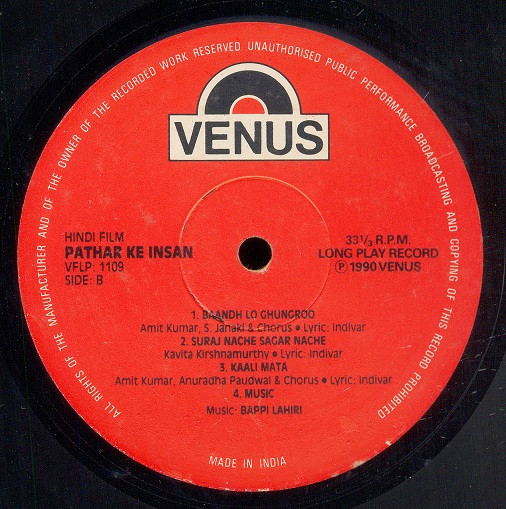 ALL RIGHTS OF THE MANUFACTURER AND OF THE OWNER OF THE RECORDED WORK RESERVED UNAUTHORISED PUBLIC PERFORMANCE BROADCASTING AND COPYING OF THIS RECORD PROHIBITED
VENUS
HINDI FILM
PATHAR KE INSAN
VFLP: 1109
SIDE: B
33⅓ R.P.M.
LONG PLAY RECORD
℗ 1990 VENUS
1. BAANDH LO GHUNGROO
Amit Kumar, S. Janaki & Chorus ● Lyric: Indivar
2. SURAJ NACHE SAGAR NACHE
Kavita Kirshnamurthy ● Lyric: Indivar
3. KAALI MATA
Amit Kumar, Anuradha Paudwal & Chorus ● Lyric: Indivar
4. MUSIC
Music: BAPPI LAHIRI
MADE IN INDIA